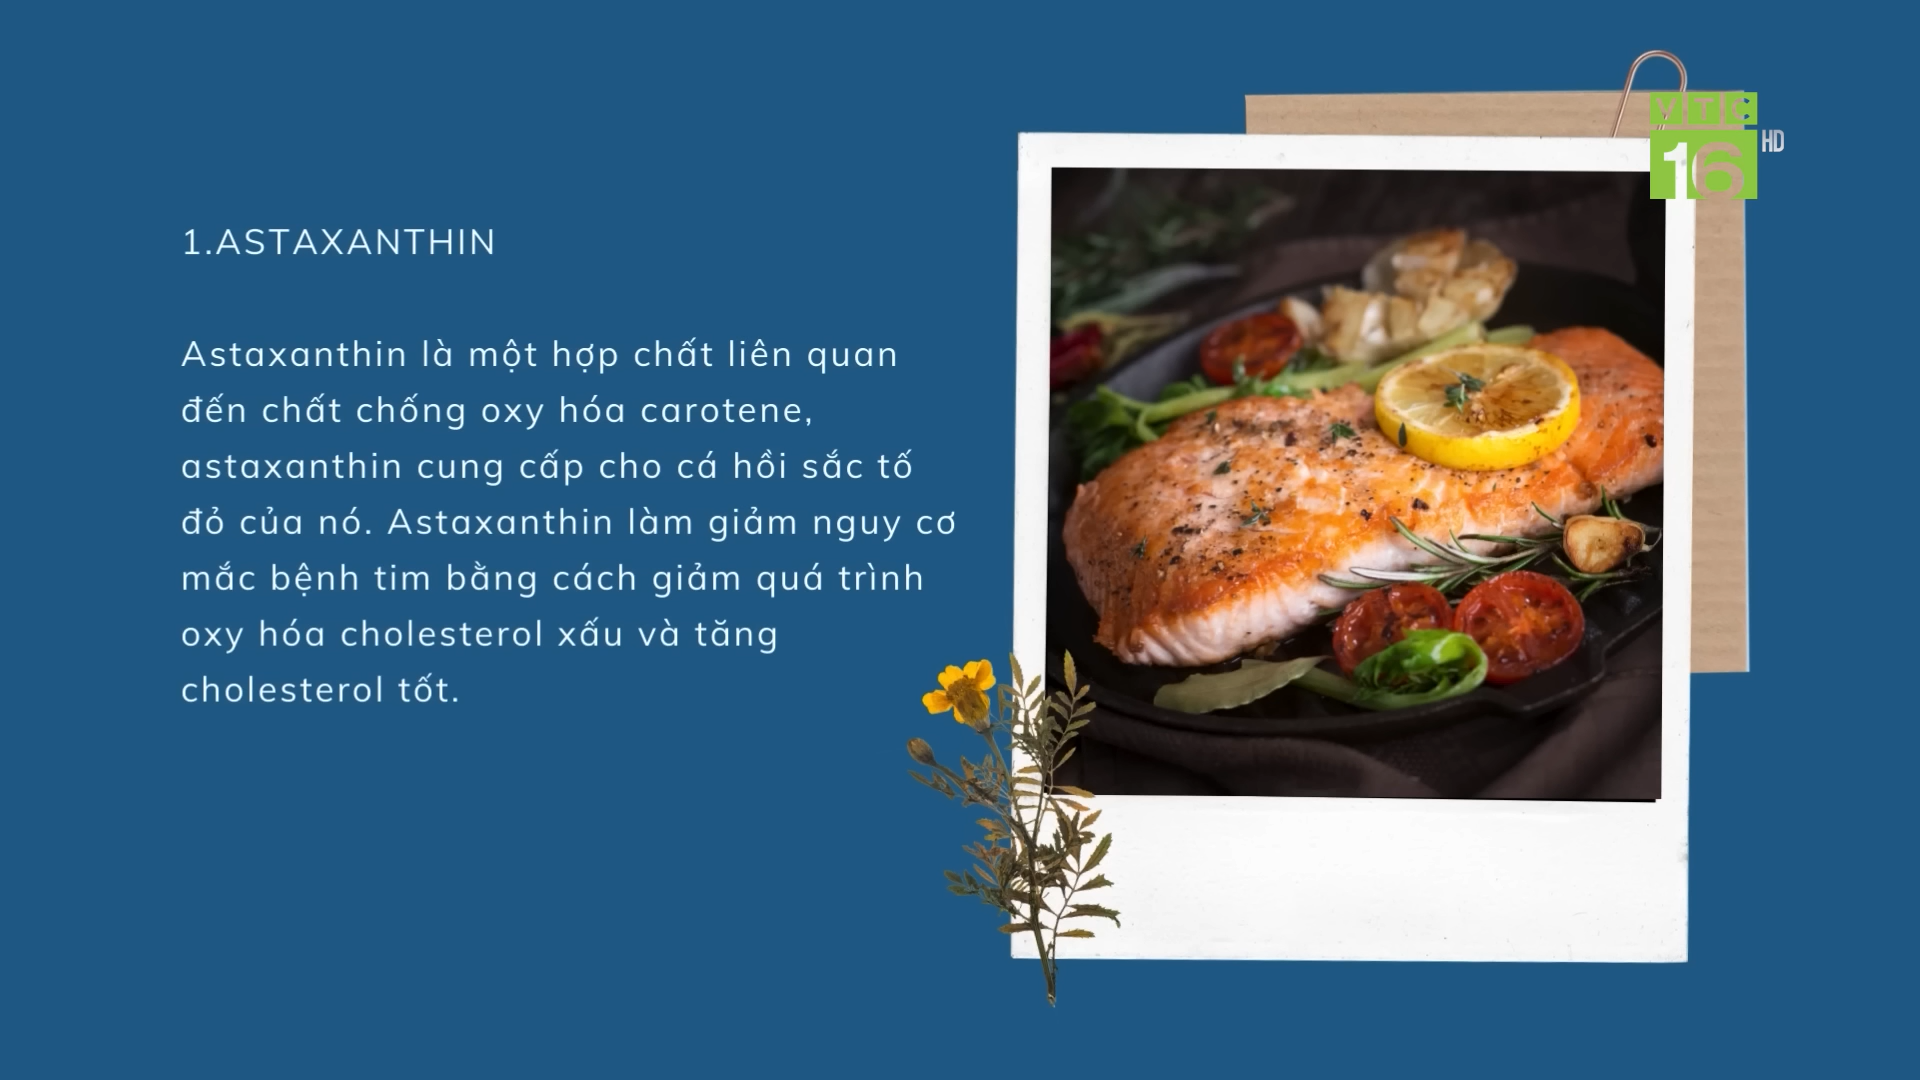 VTC
16 HD
1.ASTAXANTHIN
Astaxanthin là một hợp chất liên quan
đến chất chống oxy hóa carotene,
astaxanthin cung cấp cho cá hồi sắc tố
đỏ của nó. Astaxanthin làm giảm nguy cơ
mắc bệnh tim bằng cách giảm quá trình
oxy hóa cholesterol xấu và tăng
cholesterol tốt.